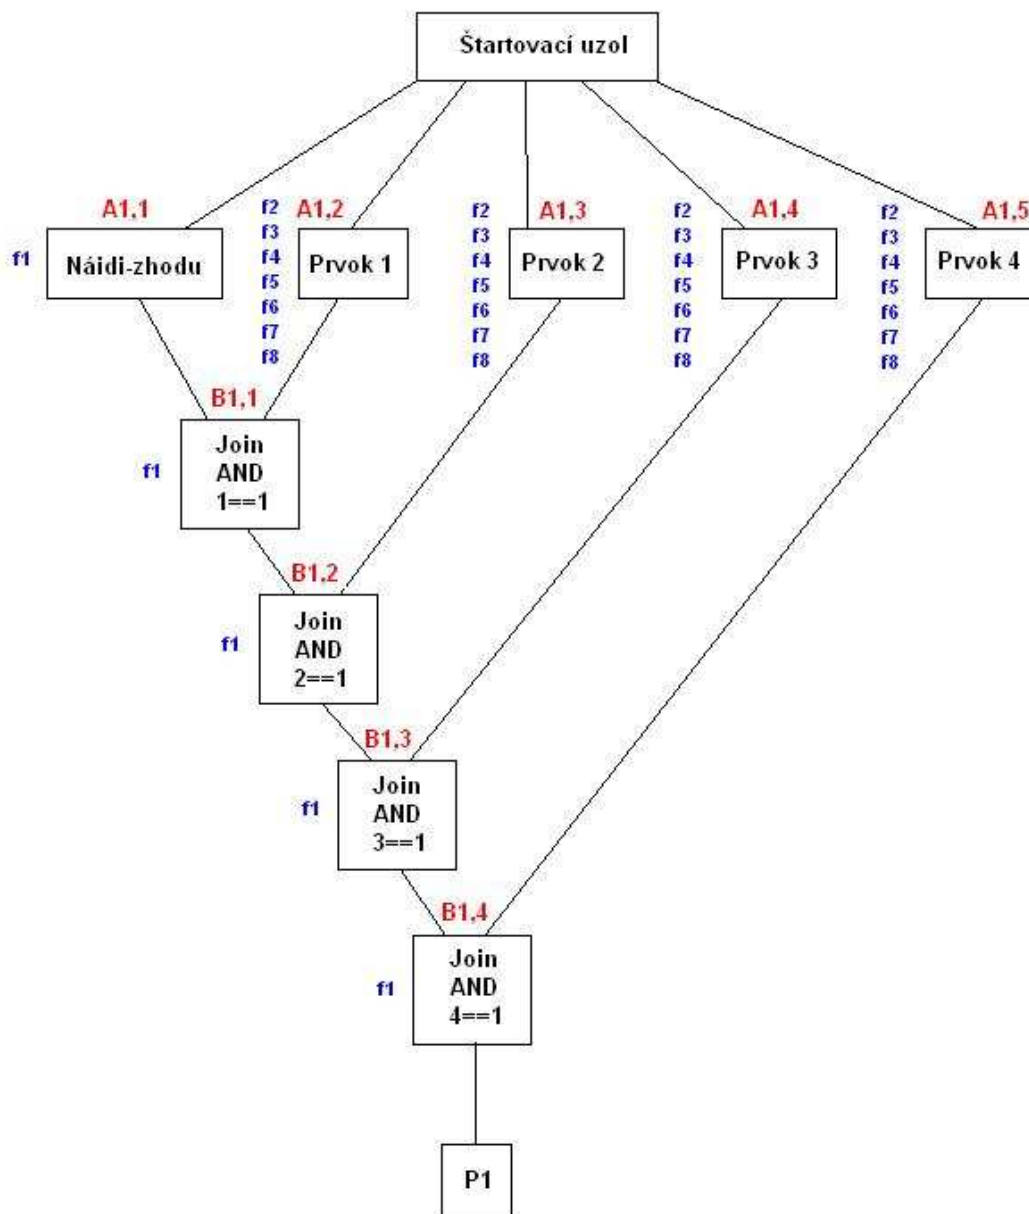 Štartovací uzol
A1,1
f1
Náidi-zhodu
A1,2
f2
f3
f4
f5
f6
f7
f8
Prvok 1
A1,3
f2
f3
f4
f5
f6
f7
f8
Prvok 2
A1,4
f2
f3
f4
f5
f6
f7
f8
Prvok 3
A1,5
f2
f3
f4
f5
f6
f7
f8
Prvok 4
B1,1
f1
Join
AND
1==1
B1,2
f1
Join
AND
2==1
B1,3
f1
Join
AND
3==1
B1,4
f1
Join
AND
4==1
P1